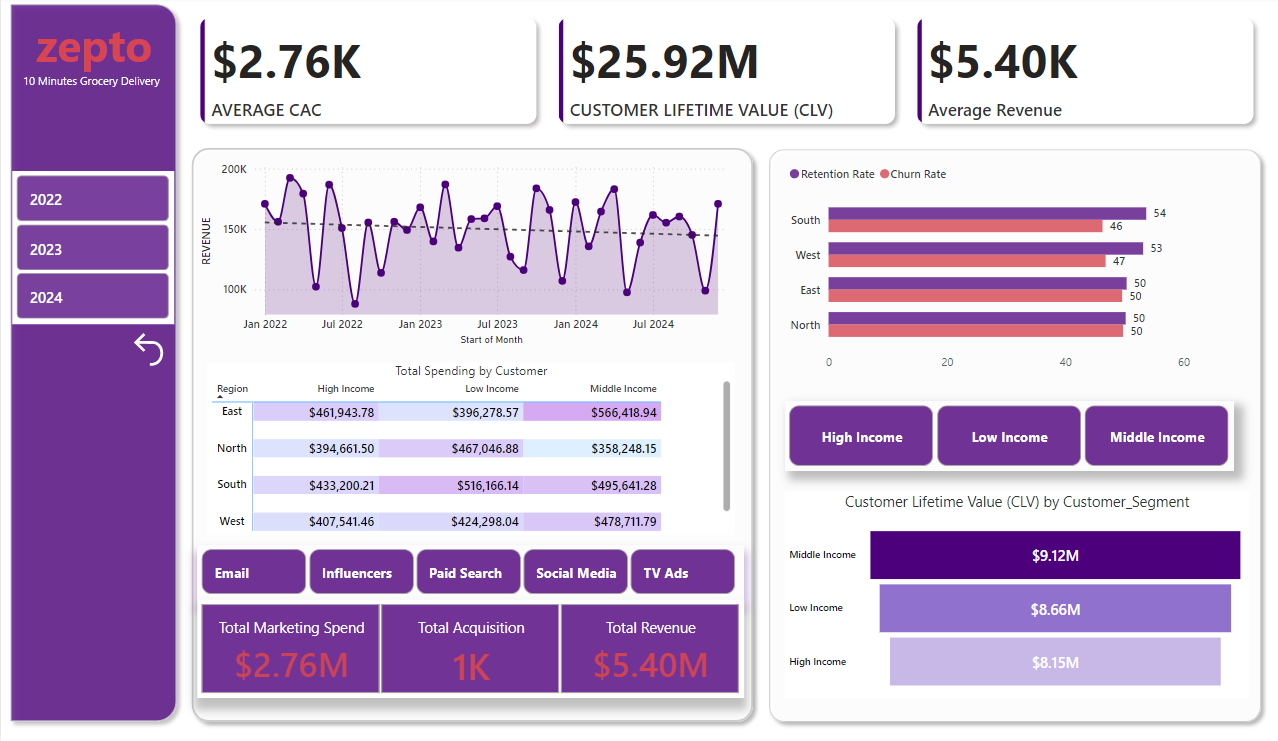 zepto
10 Minutes Grocery Delivery
2022
2023
2024
$2.76K
AVERAGE CAC
$25.92M
CUSTOMER LIFETIME VALUE (CLV)
$5.40K
Average Revenue
200K
150K
100K
REVENUE
Jan 2022 Jul 2022 Jan 2023 Jul 2023 Jan 2024 Jul 2024
Start of Month
Total Spending by Customer
Region High Income Low Income Middle Income
East $461,943.78 $396,278.57 $566,418.94
North $394,661.50 $467,046.88 $358,248.15
South $433,200.21 $516,166.14 $495,641.28
West $407,541.46 $424,298.04 $478,711.79
Email Influencers Paid Search Social Media TV Ads
Total Marketing Spend
$2.76M
Total Acquisition
1K
Total Revenue
$5.40M
Retention Rate Churn Rate
South 54
46
West 53
47
East 50
50
North 50
50
0 20 40 60
High Income Low Income Middle Income
Customer Lifetime Value (CLV) by Customer_Segment
Middle Income $9.12M
Low Income $8.66M
High Income $8.15M